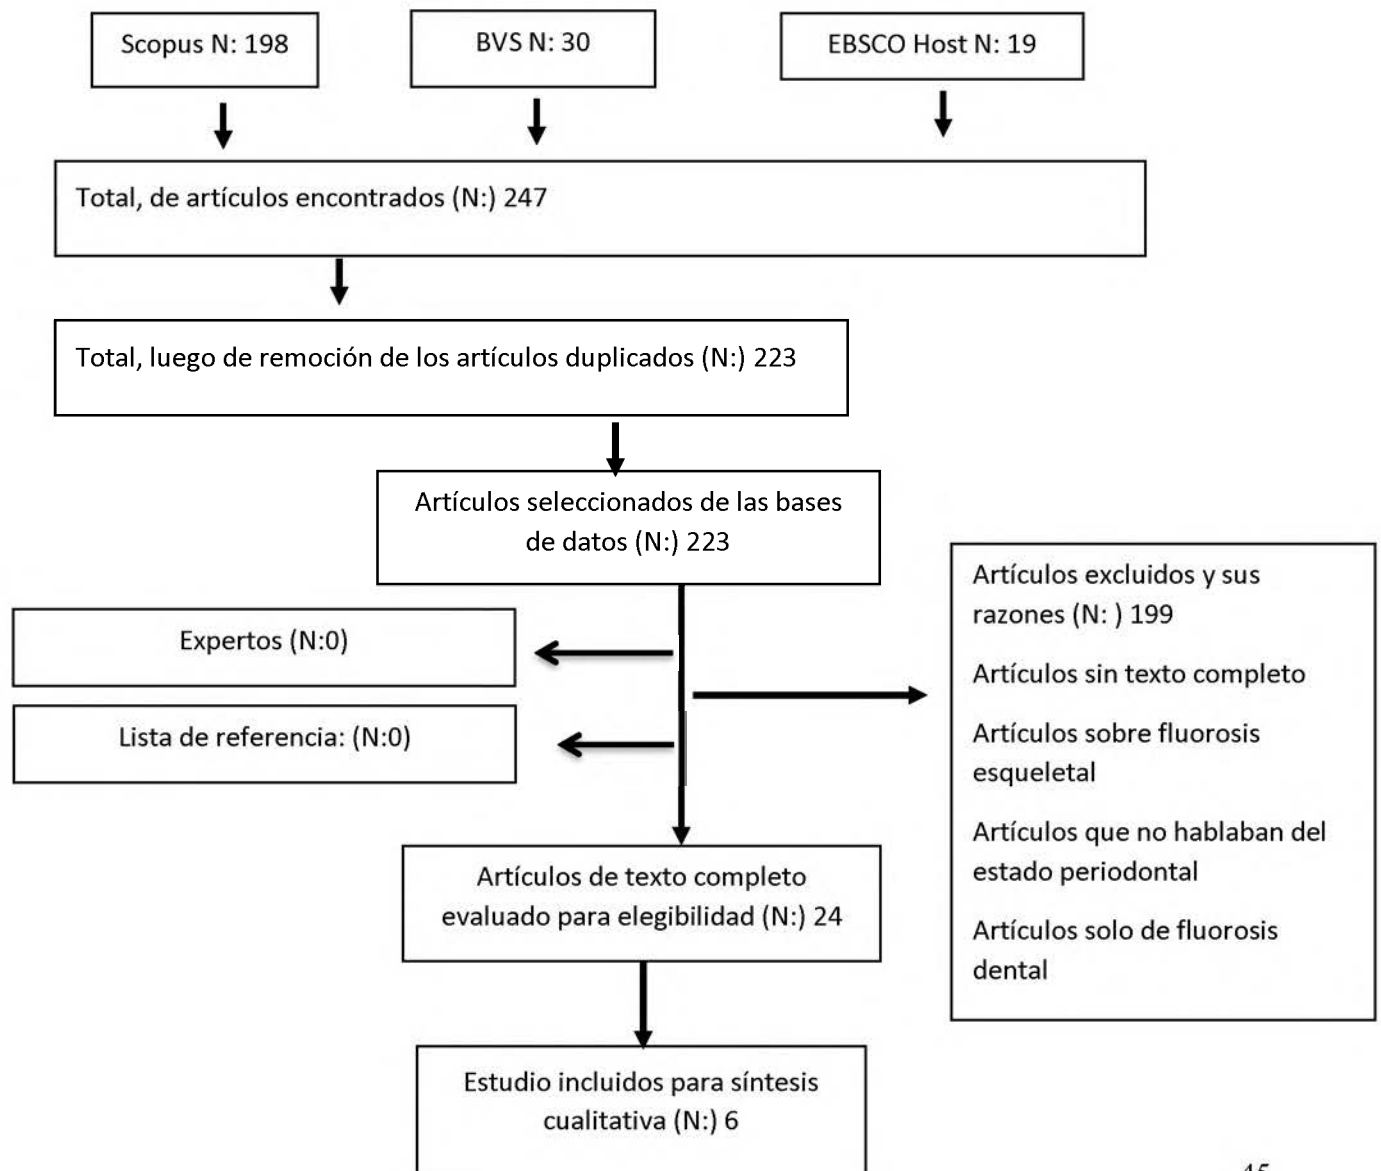 Scopus N: 198
BVS N: 30
EBSCO Host N: 19
Total, de artículos encontrados (N:) 247
Total, luego de remoción de los artículos duplicados (N:) 223
Artículos seleccionados de las bases
de datos (N:) 223
Expertos (N:0)
Lista de referencia: (N:0)
Artículos excluidos y sus
razones (N: ) 199
Artículos sin texto completo
Artículos sobre fluorosis
esqueletal
Artículos que no hablaban del
estado periodontal
Artículos solo de fluorosis
dental
Artículos de texto completo
evaluado para elegibilidad (N:) 24
Estudio incluidos para síntesis
cualitativa (N:) 6